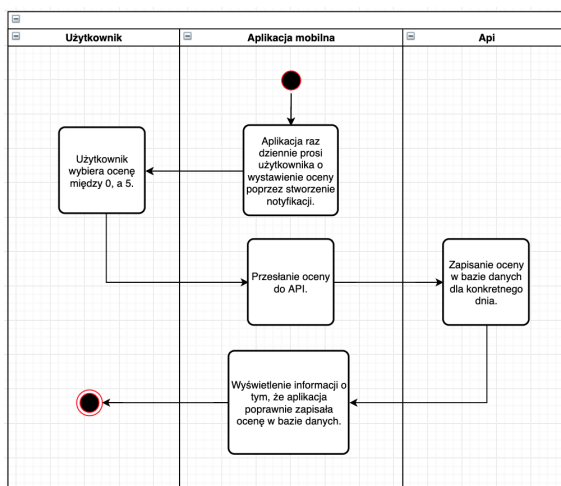 Użytkownik
Aplikacja mobilna
Api
Aplikacja raz
dziennie prosi
użytkownika o
wystawienie oceny
poprzez stworzenie
notyfikacji.
Użytkownik
wybiera ocenę
między 0, a 5.
Przesłanie oceny
do API.
Zapisanie oceny
w bazie danych
dla konkretnego
dnia.
Wyświetlenie informacji o
tym, że aplikacja
poprawnie zapisała
ocenę w bazie danych.